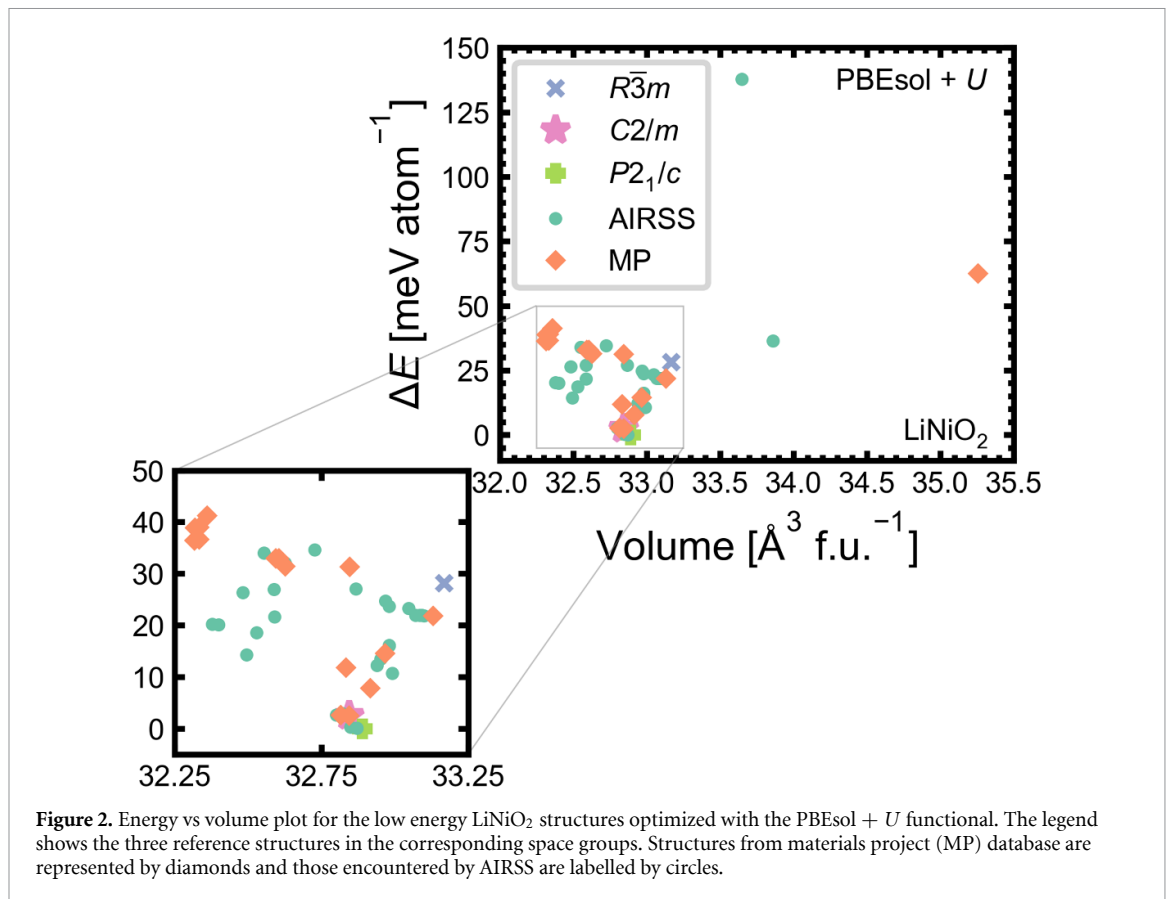 150
125
100
75
50
25
0
ΔE [meV atom⁻¹]
R3̅m
C2/m
P2₁/c
AIRSS
MP
PBEsol + U
LiNiO₂
32.0 32.5 33.0 33.5 34.0 34.5 35.0 35.5
Volume [Å³ f.u.⁻¹]
50
40
30
20
10
0
32.25 32.75 33.25
Figure 2. Energy vs volume plot for the low energy LiNiO₂ structures optimized with the PBEsol + U functional. The legend
shows the three reference structures in the corresponding space groups. Structures from materials project (MP) database are
represented by diamonds and those encountered by AIRSS are labelled by circles.